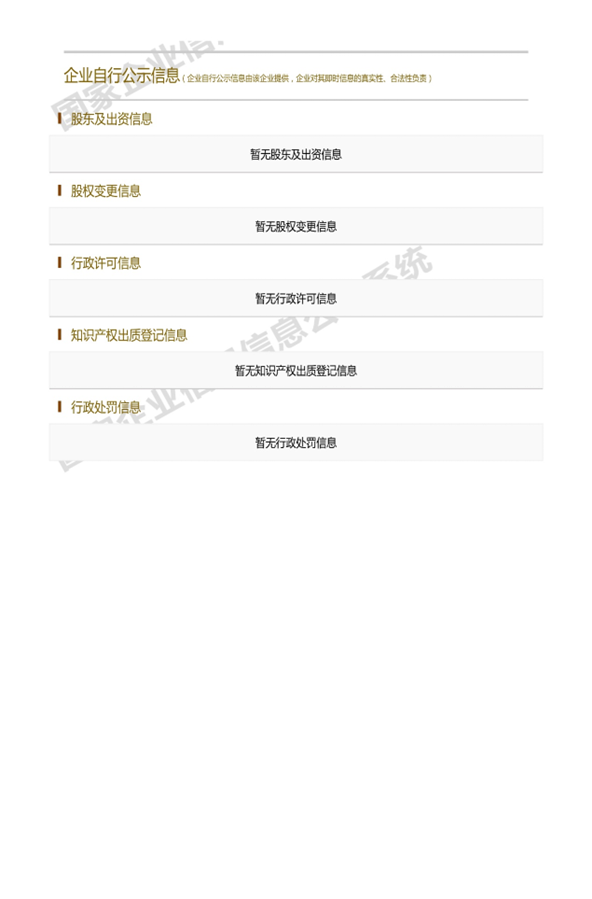 企业自行公示信息（企业自行公示信息由该企业提供，企业对其即时信息的真实性、合法性负责）
股东及出资信息
暂无股东及出资信息
股权变更信息
暂无股权变更信息
行政许可信息
暂无行政许可信息
知识产权出质登记信息
暂无知识产权出质登记信息
行政处罚信息
暂无行政处罚信息